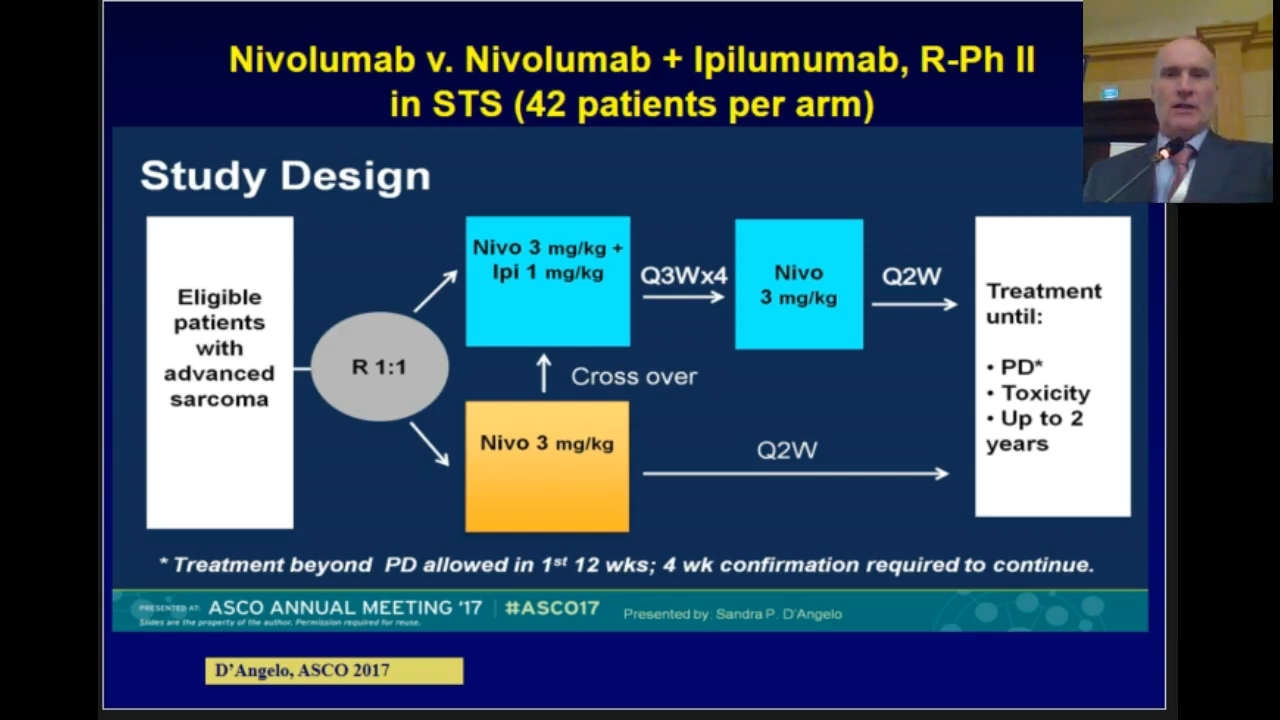 Nivolumab v. Nivolumab + Ipilumumab, R-Ph II
in STS (42 patients per arm)
Study Design
Eligible
patients
with
advanced
sarcoma
R 1:1
Nivo 3 mg/kg +
Ipi 1 mg/kg
Q3Wx4
Nivo
3 mg/kg
Q2W
Cross over
Nivo 3 mg/kg
Q2W
Treatment
until:
• PD*
• Toxicity
• Up to 2
years
* Treatment beyond PD allowed in 1st 12 wks; 4 wk confirmation required to continue.
PRESENTED AT: ASCO ANNUAL MEETING '17 | #ASCO17 Presented by: Sandra P. D'Angelo
Slides are the property of the author. Permission required for reuse.
D'Angelo, ASCO 2017